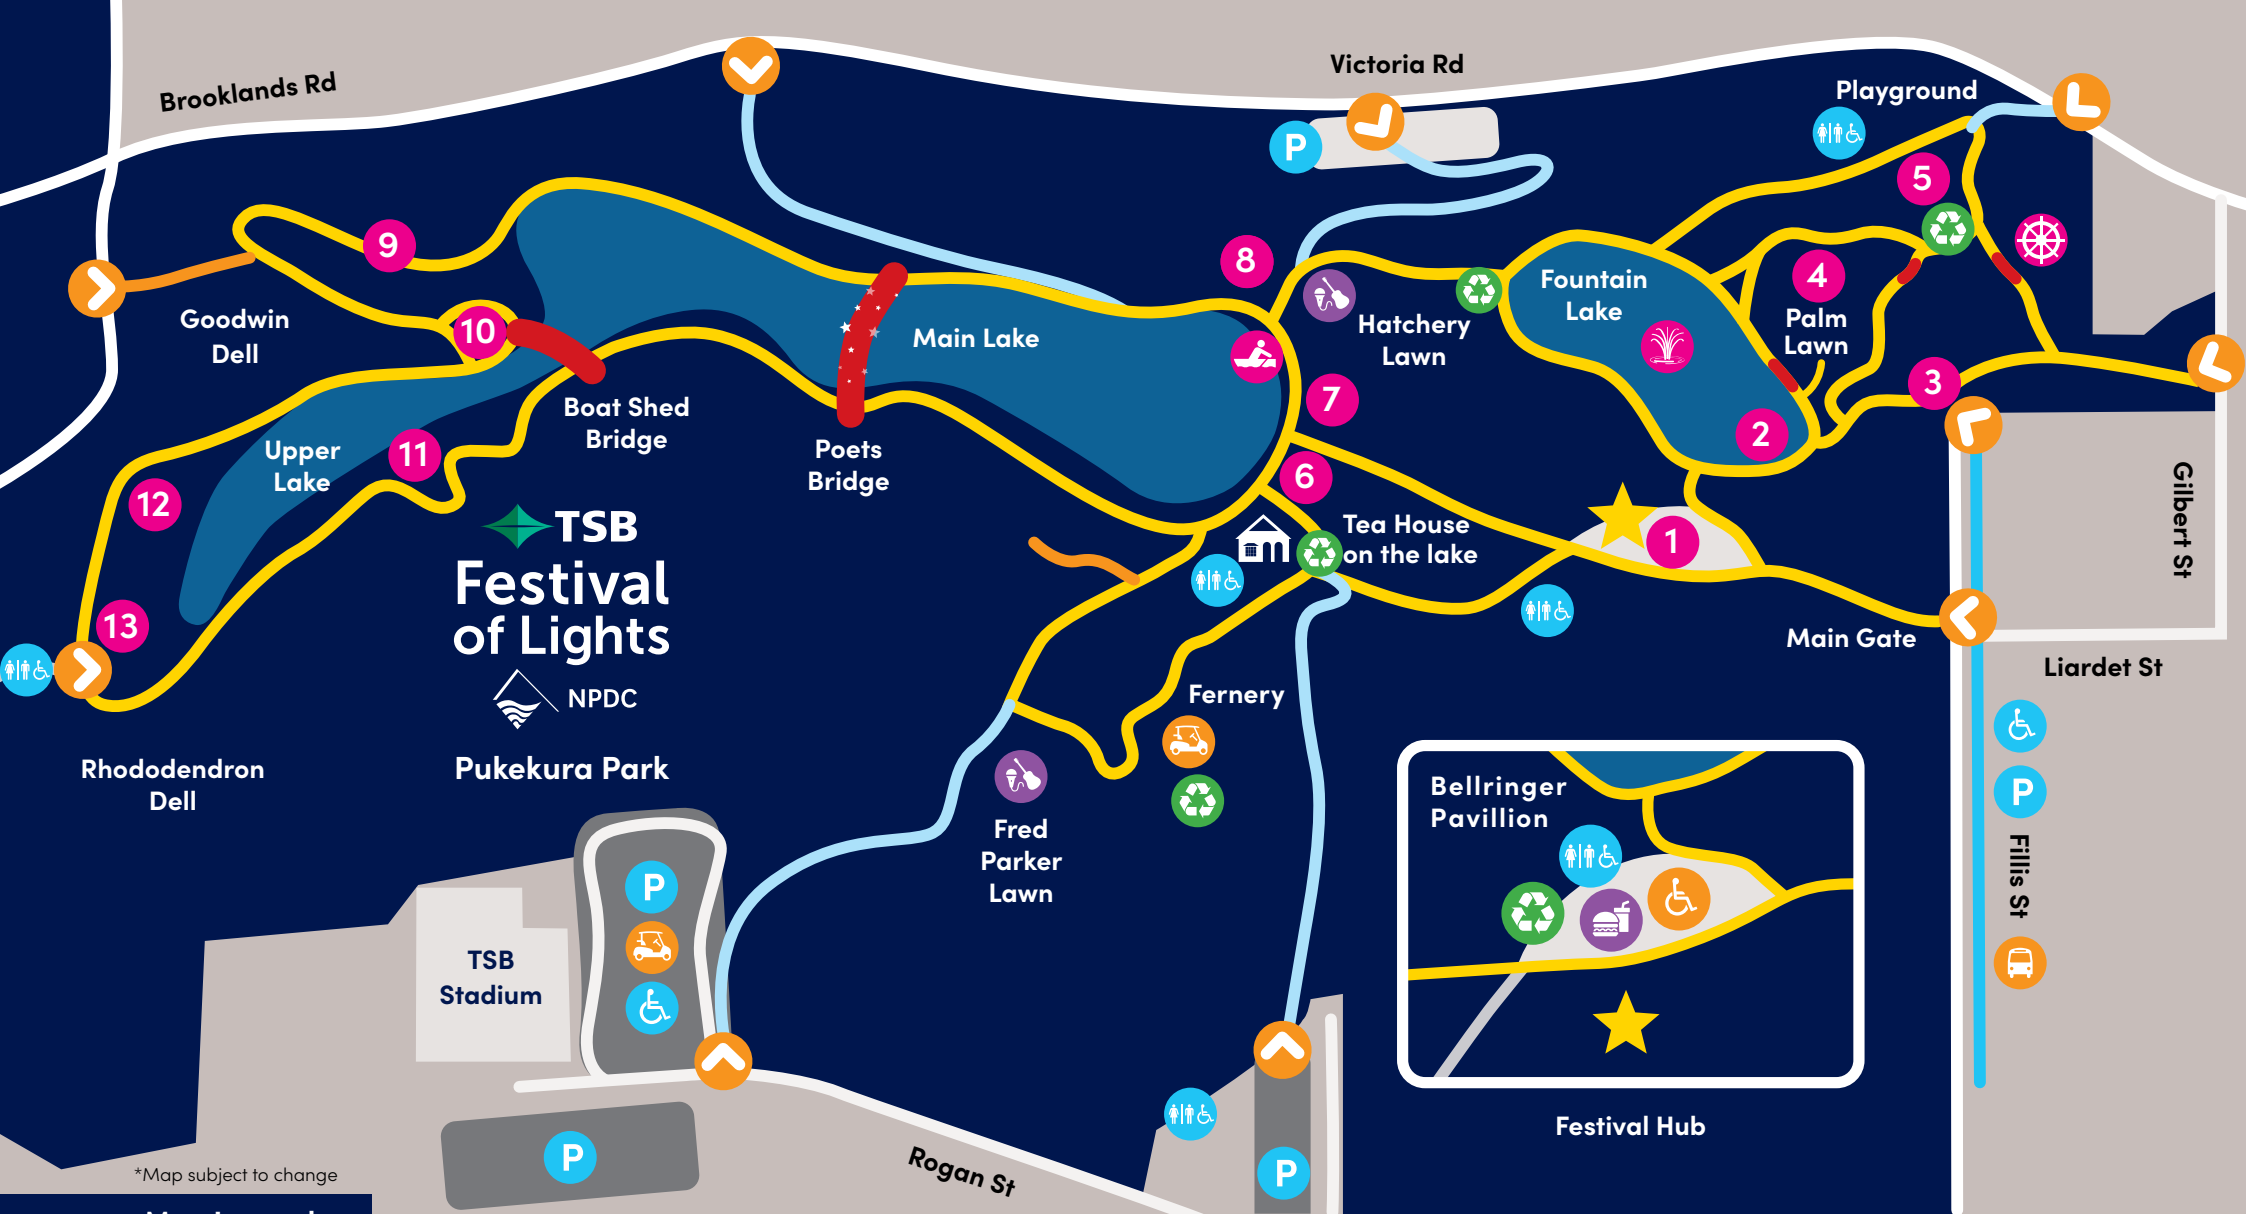 Brooklands Rd
Victoria Rd
Playground
P
5
8
9
4
Goodwin
Dell
10
Fountain
Lake
Hatchery
Lawn
Main Lake
Palm
Lawn
3
7
2
Boat Shed
Bridge
Upper
Lake
11
Poets
Bridge
6
12
Tea House
on the lake
1
Gilbert St
13
TSB
Festival
of Lights
NPDC
Pukekura Park
Main Gate
Liardet St
Fernery
Rhododendron
Dell
Fred
Parker
Lawn
P
Bellringer
Pavillion
P
Fillis St
TSB
Stadium
Festival Hub
P
P
Rogan St
*Map subject to change